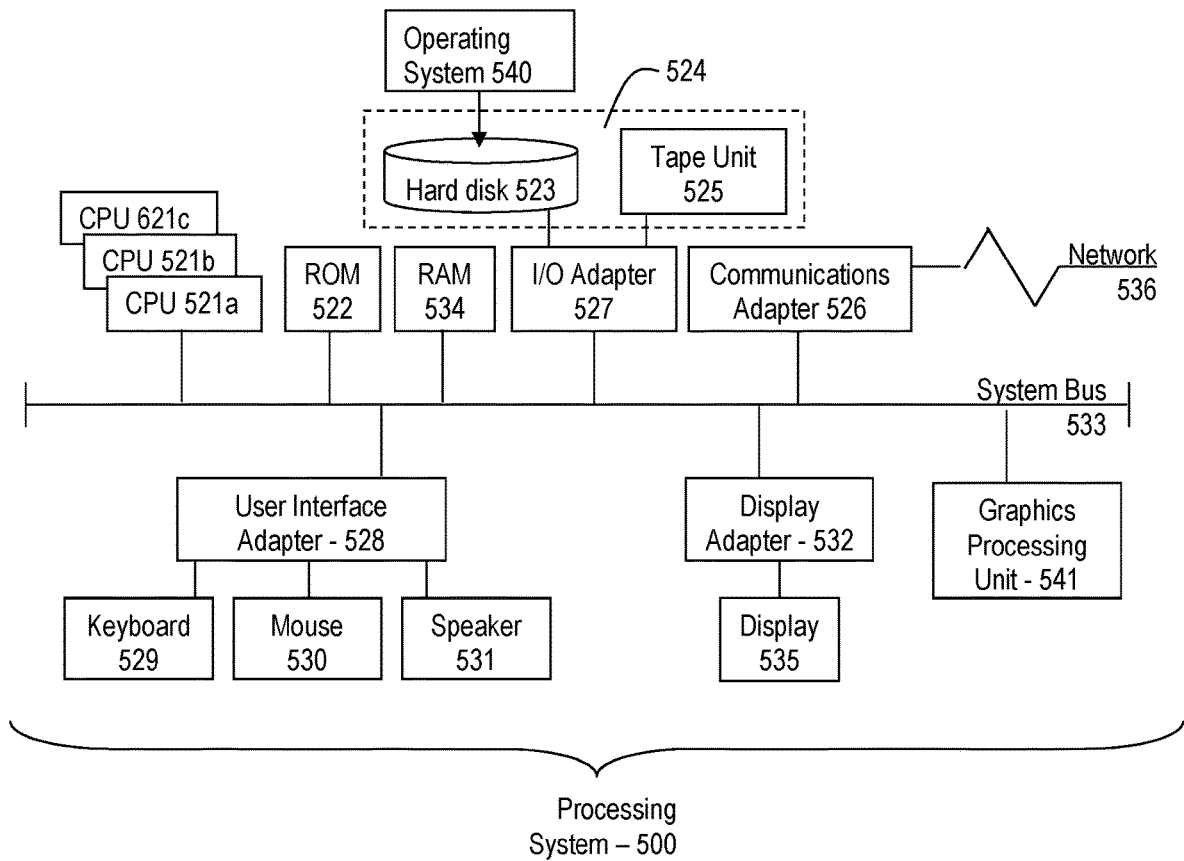 Operating
System 540
524
Hard disk 523
Tape Unit
525
CPU 621c
CPU 521b
CPU 521a
ROM
522
RAM
534
I/O Adapter
527
Communications
Adapter 526
Network
536
System Bus
533
User Interface
Adapter - 528
Display
Adapter - 532
Graphics
Processing
Unit - 541
Keyboard
529
Mouse
530
Speaker
531
Display
535
Processing
System – 500